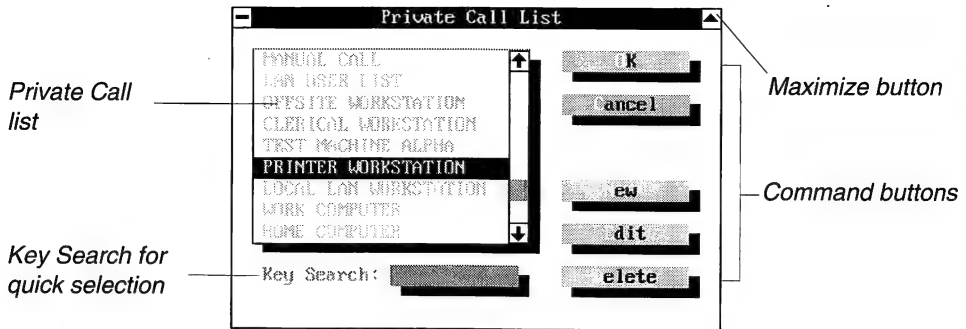 Private Call List
MANUAL CALL
LAN USER LIST
OFFSITE WORKSTATION
CLERICAL WORKSTATION
TEST MACHINE ALPHA
PRINTER WORKSTATION
LOCAL LAN WORKSTATION
WORK COMPUTER
HOME COMPUTER
Key Search:
OK
Cancel
ew
dit
elete
Private Call
list
Key Search for
quick selection
Maximize button
Command buttons